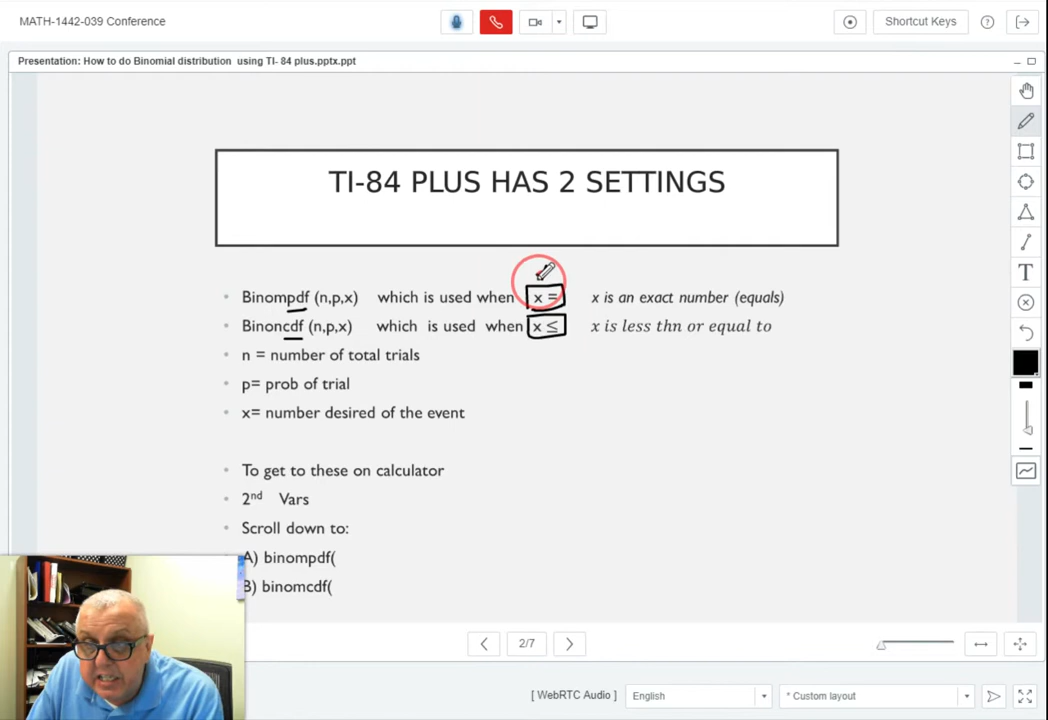 MATH-1442-039 Conference
Shortcut Keys
Presentation: How to do Binomial distribution using TI- 84 plus.pptx.ppt
TI-84 PLUS HAS 2 SETTINGS
Binompdf (n,p,x) which is used when x = x is an exact number (equals)
Binoncdf (n,p,x) which is used when x ≤ x is less thn or equal to
n = number of total trials
p= prob of trial
x= number desired of the event
To get to these on calculator
2nd Vars
Scroll down to:
A) binompdf(
B) binomcdf(
2/7
[ WebRTC Audio ] English * Custom layout